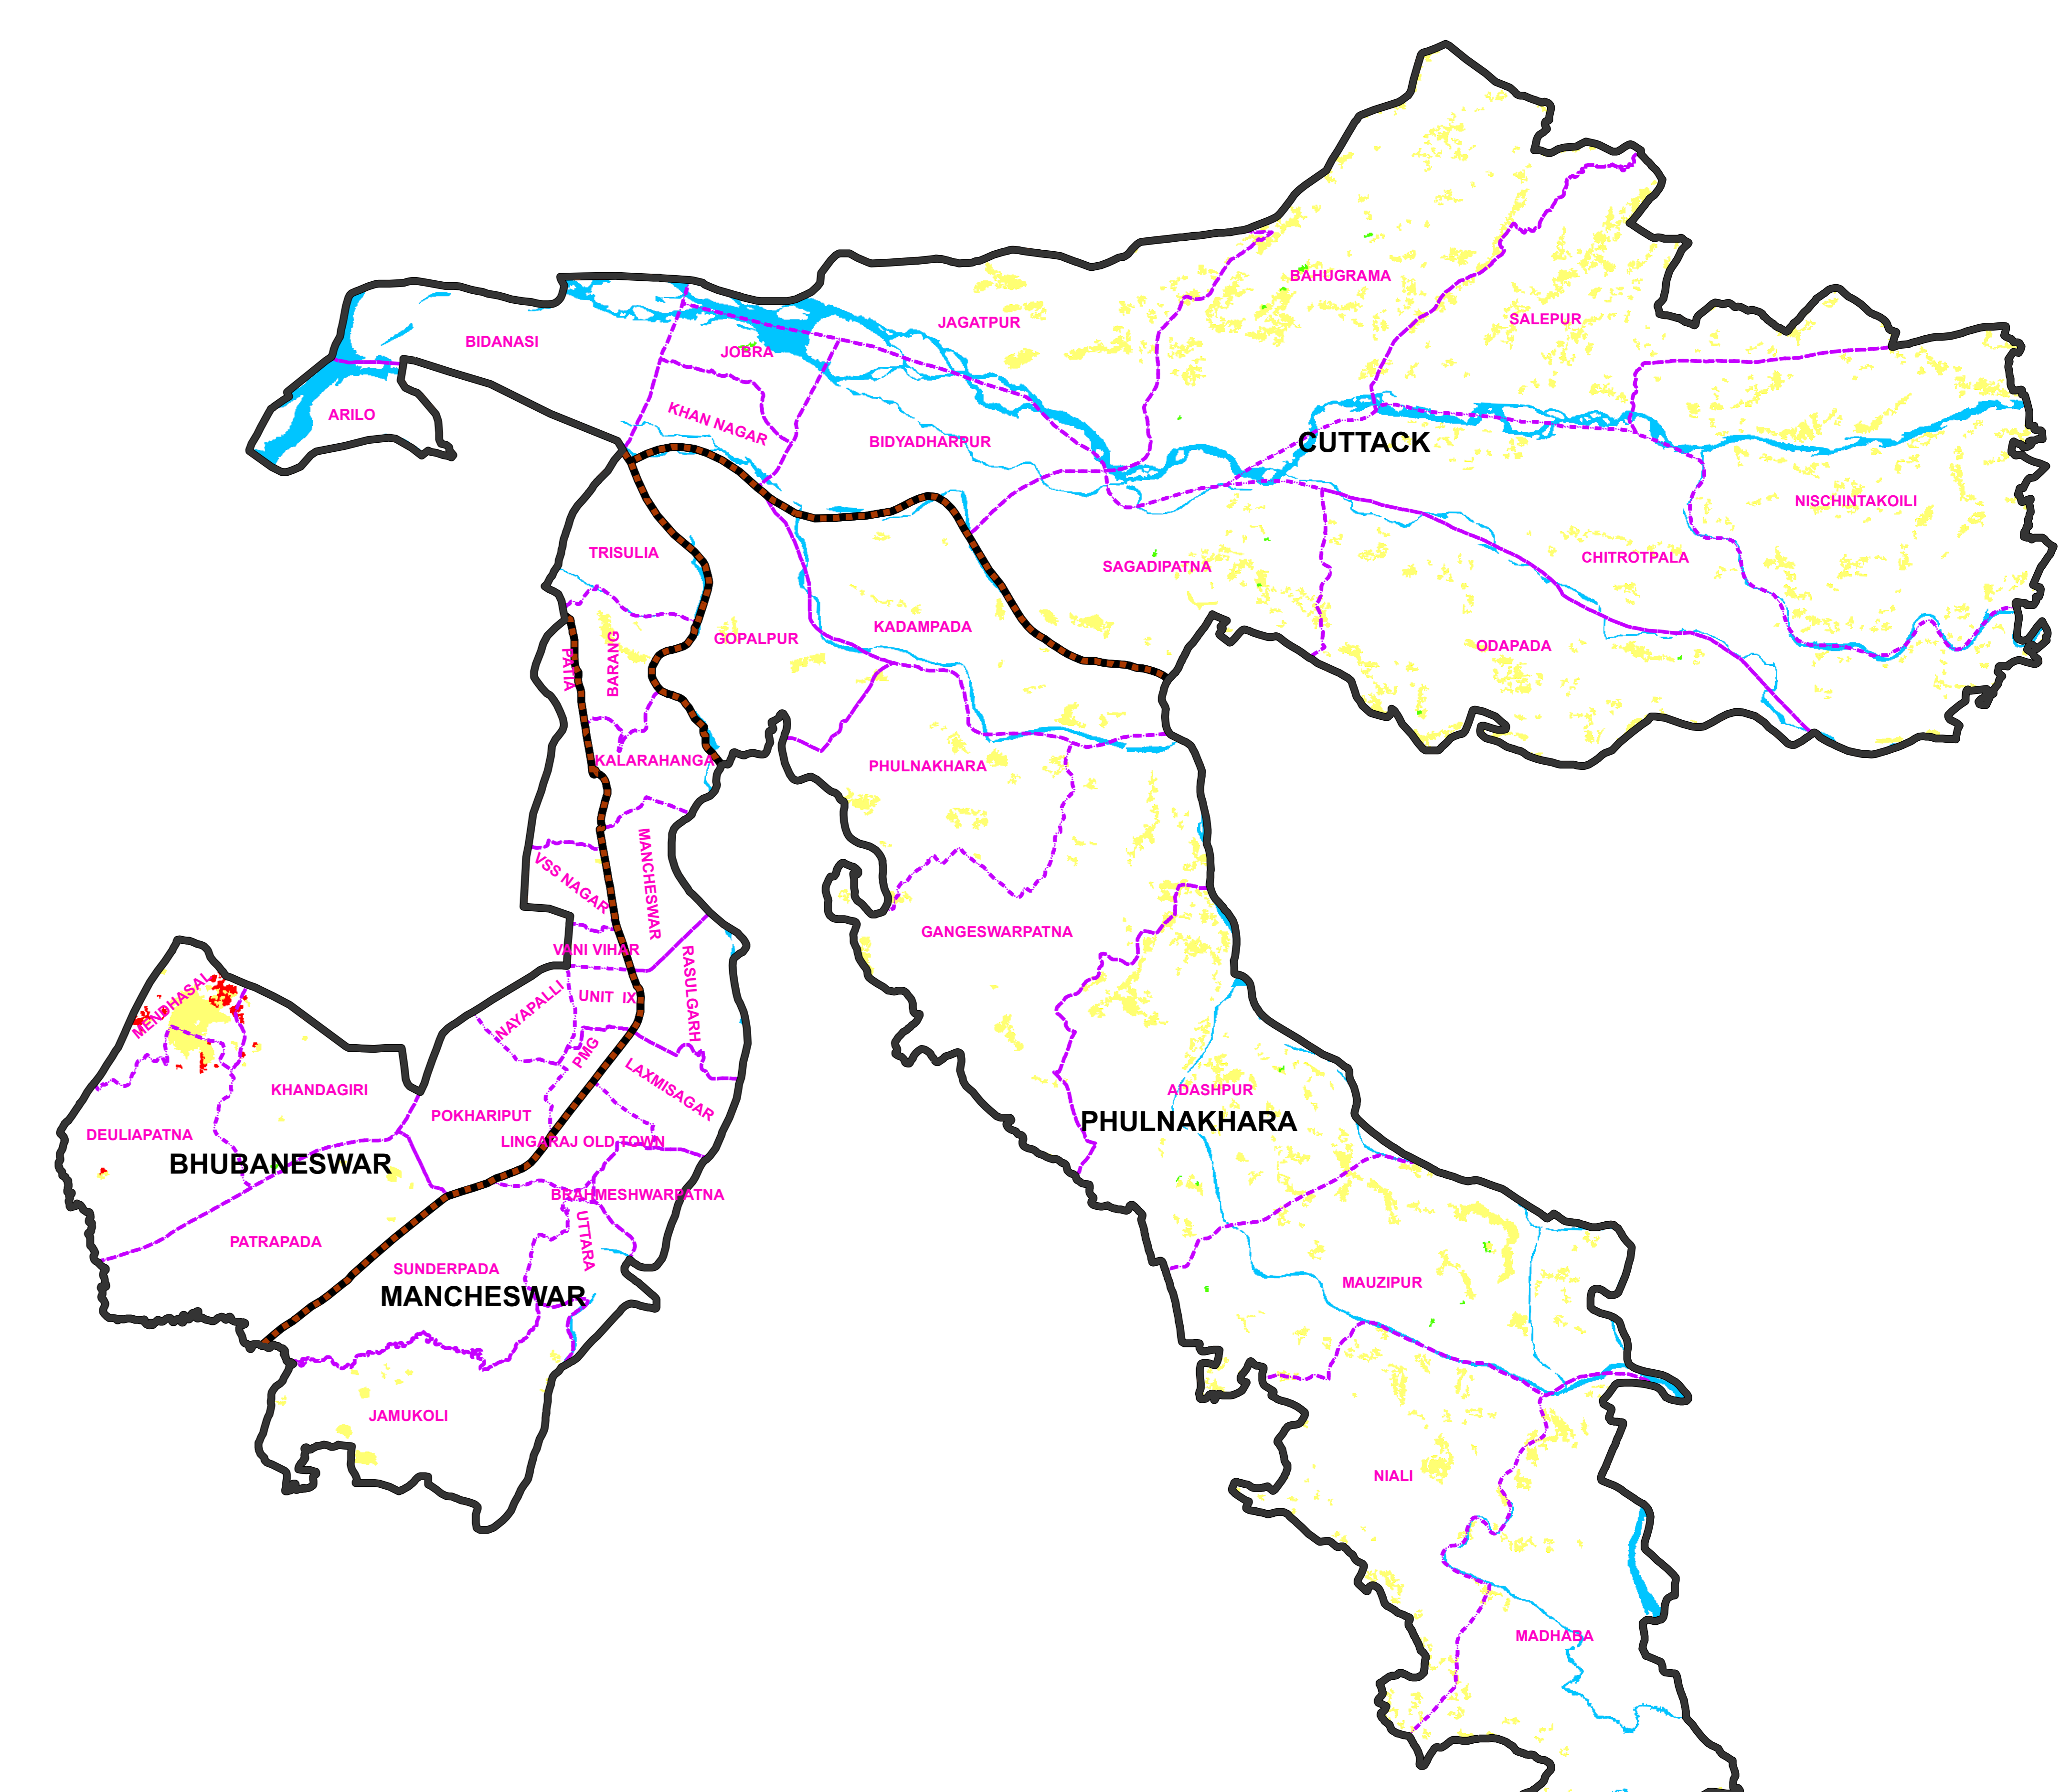 BAHUGRAMA
SALEPUR
JAGATPUR
BIDANASI
JOBRA
ARILO
KHAN NAGAR
BIDYADHARPUR
CUTTACK
NISCHINTAKOILI
TRISULIA
SAGADIPATNA
CHITROTPALA
GOPALPUR
KADAMPADA
ODAPADA
PATIA
BARANG
KALARAHANGA
PHULNAKHARA
MANCHESWAR
VSS NAGAR
GANGESWARPATNA
VANI VIHAR
RASULGARH
MENDHASAL
NAYAPALLI
UNIT IX
PMG
KHANDAGIRI
LAXMISAGAR
ADASHPUR
POKHARIPUT
PHULNAKHARA
DEULIAPATNA
LINGARAJ OLD TOWN
BHUBANESWAR
BRAHMESHWARPATNA
UTTARA
PATRAPADA
SUNDERPADA
MAUZIPUR
MANCHESWAR
JAMUKOLI
NIALI
MADHABA